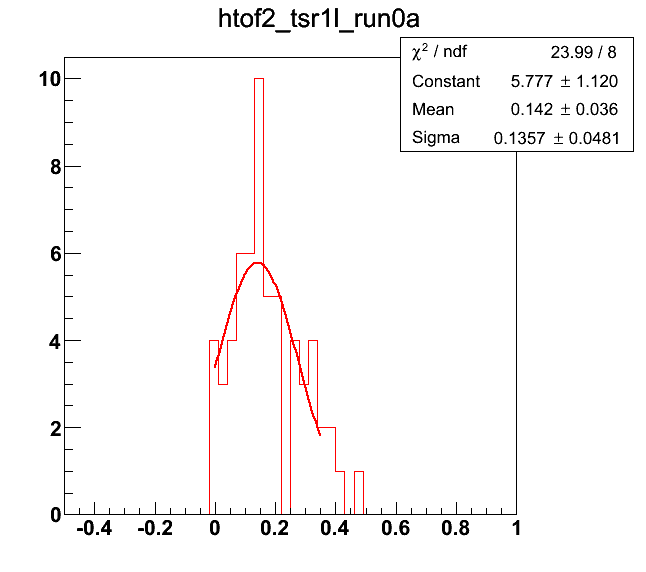 htof2_tsr1l_run0a
χ² / ndf 23.99 / 8
Constant 5.777 ± 1.120
Mean 0.142 ± 0.036
Sigma 0.1357 ± 0.0481
10
8
6
4
2
0
-0.4 -0.2 0 0.2 0.4 0.6 0.8 1